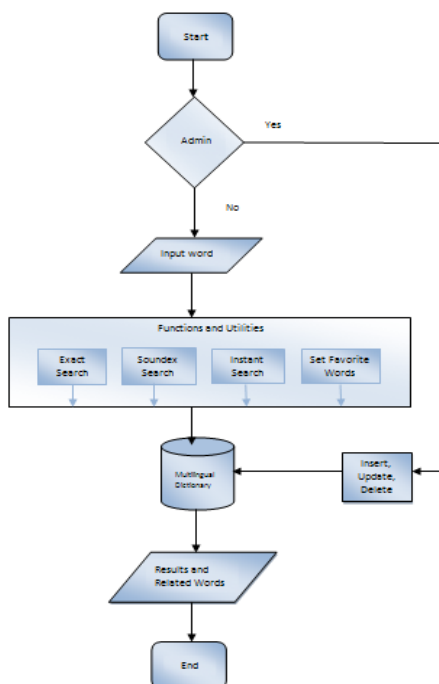 Start
Admin
Yes
No
Input word
Functions and Utilities
Exact
Search
Soundex
Search
Instant
Search
Set Favorite
Words
Multilingual
Dictionary
Insert,
Update,
Delete
Results and
Related Words
End